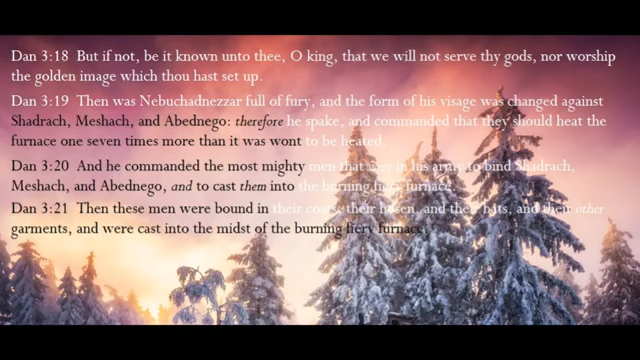 Dan 3:18 But if not, be it known unto thee, O king, that we will not serve thy gods, nor worship
the golden image which thou hast set up.
Dan 3:19 Then was Nebuchadnezzar full of fury, and the form of his visage was changed against
Shadrach, Meshach, and Abednego: therefore he spake, and commanded that they should heat the
furnace one seven times more than it was wont to be heated.
Dan 3:20 And he commanded the most mighty men that were in his army to bind Shadrach,
Meshach, and Abednego, and to cast them into the burning fiery furnace.
Dan 3:21 Then these men were bound in their coats, their hosen, and their hats, and their other
garments, and were cast into the midst of the burning fiery furnace.